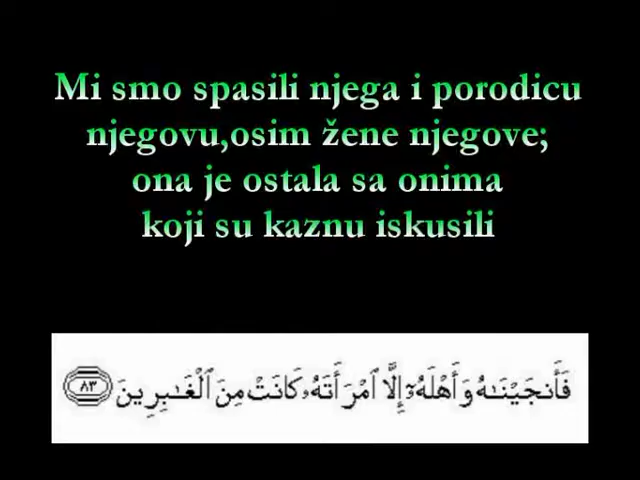 Mi smo spasili njega i porodicu
njegovu,osim žene njegove;
ona je ostala sa onima
koji su kaznu iskusili
فَأَنجَيْنَـٰهُ وَأَهْلَهُۥٓ إِلَّا ٱمْرَأَتَهُۥ كَانَتْ مِنَ ٱلْغَـٰبِرِينَ ٨٣